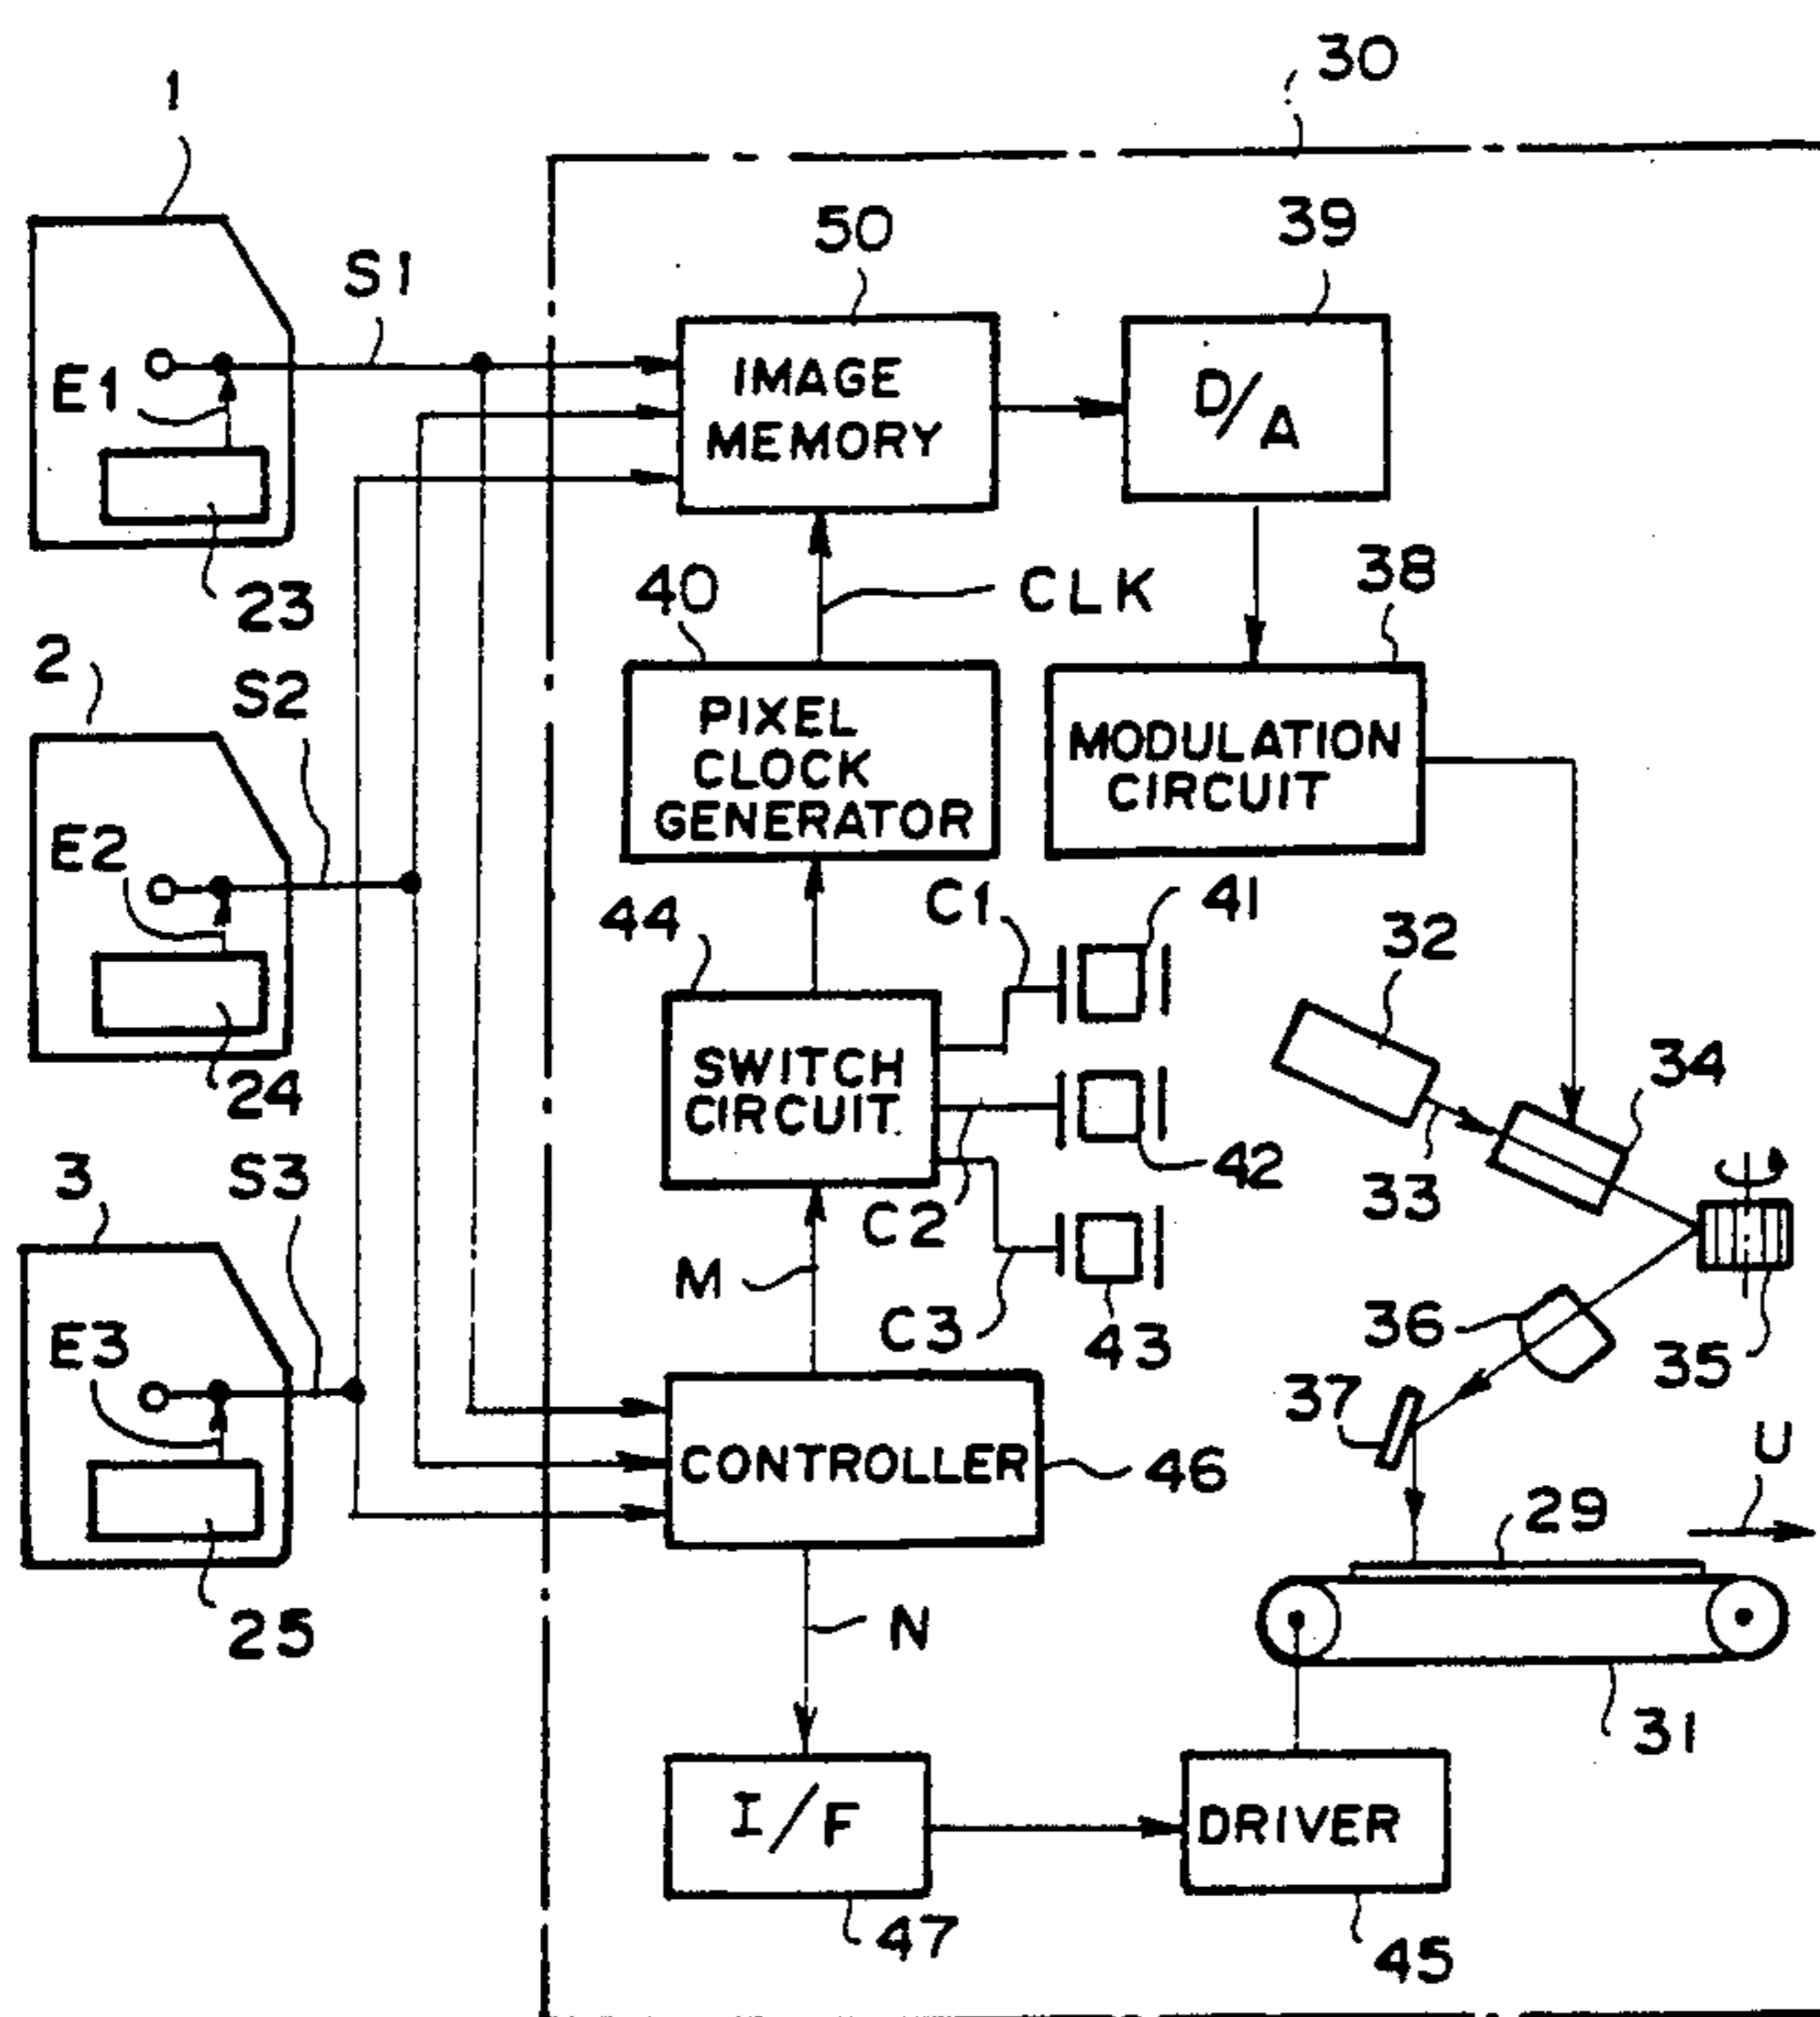 30
1
50
39
S1
E1
IMAGE
MEMORY
D/A
23
40
CLK
38
2
S2
PIXEL
CLOCK
GENERATOR
MODULATION
CIRCUIT
E2
44
C1
41
32
24
SWITCH
CIRCUIT
34
33
42
3
S3
C2
M
C3
43
36
35
E3
37
CONTROLLER
46
U
29
25
N
31
I/F
DRIVER
47
45